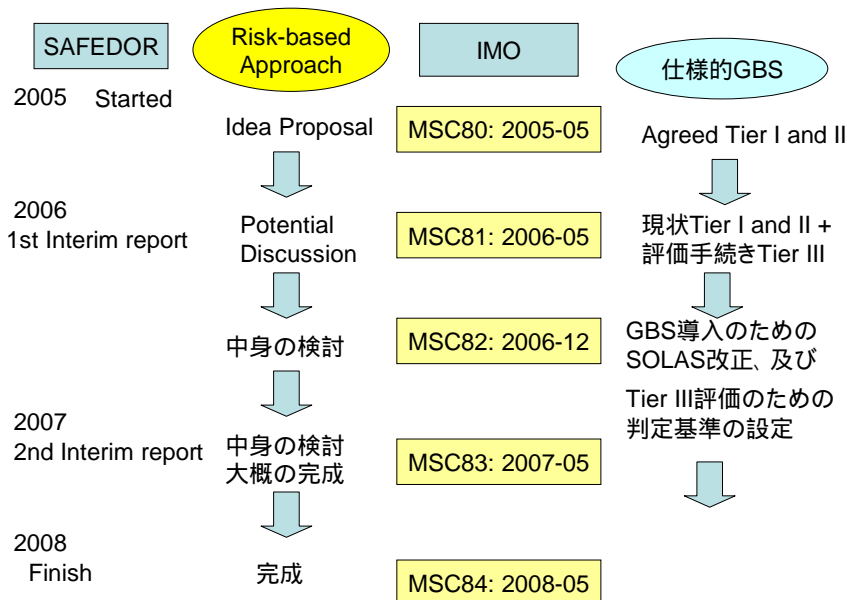 SAFEDOR
Risk-based
Approach
IMO
仕様的GBS
2005 Started
Idea Proposal
MSC80: 2005-05
Agreed Tier I and II
2006
1st Interim report
Potential
Discussion
MSC81: 2006-05
現状Tier I and II +
評価手続きTier III
中身の検討
MSC82: 2006-12
GBS導入のための
SOLAS改正、及び
Tier III評価のための
判定基準の設定
2007
2nd Interim report
中身の検討
大概の完成
MSC83: 2007-05
2008
Finish
完成
MSC84: 2008-05